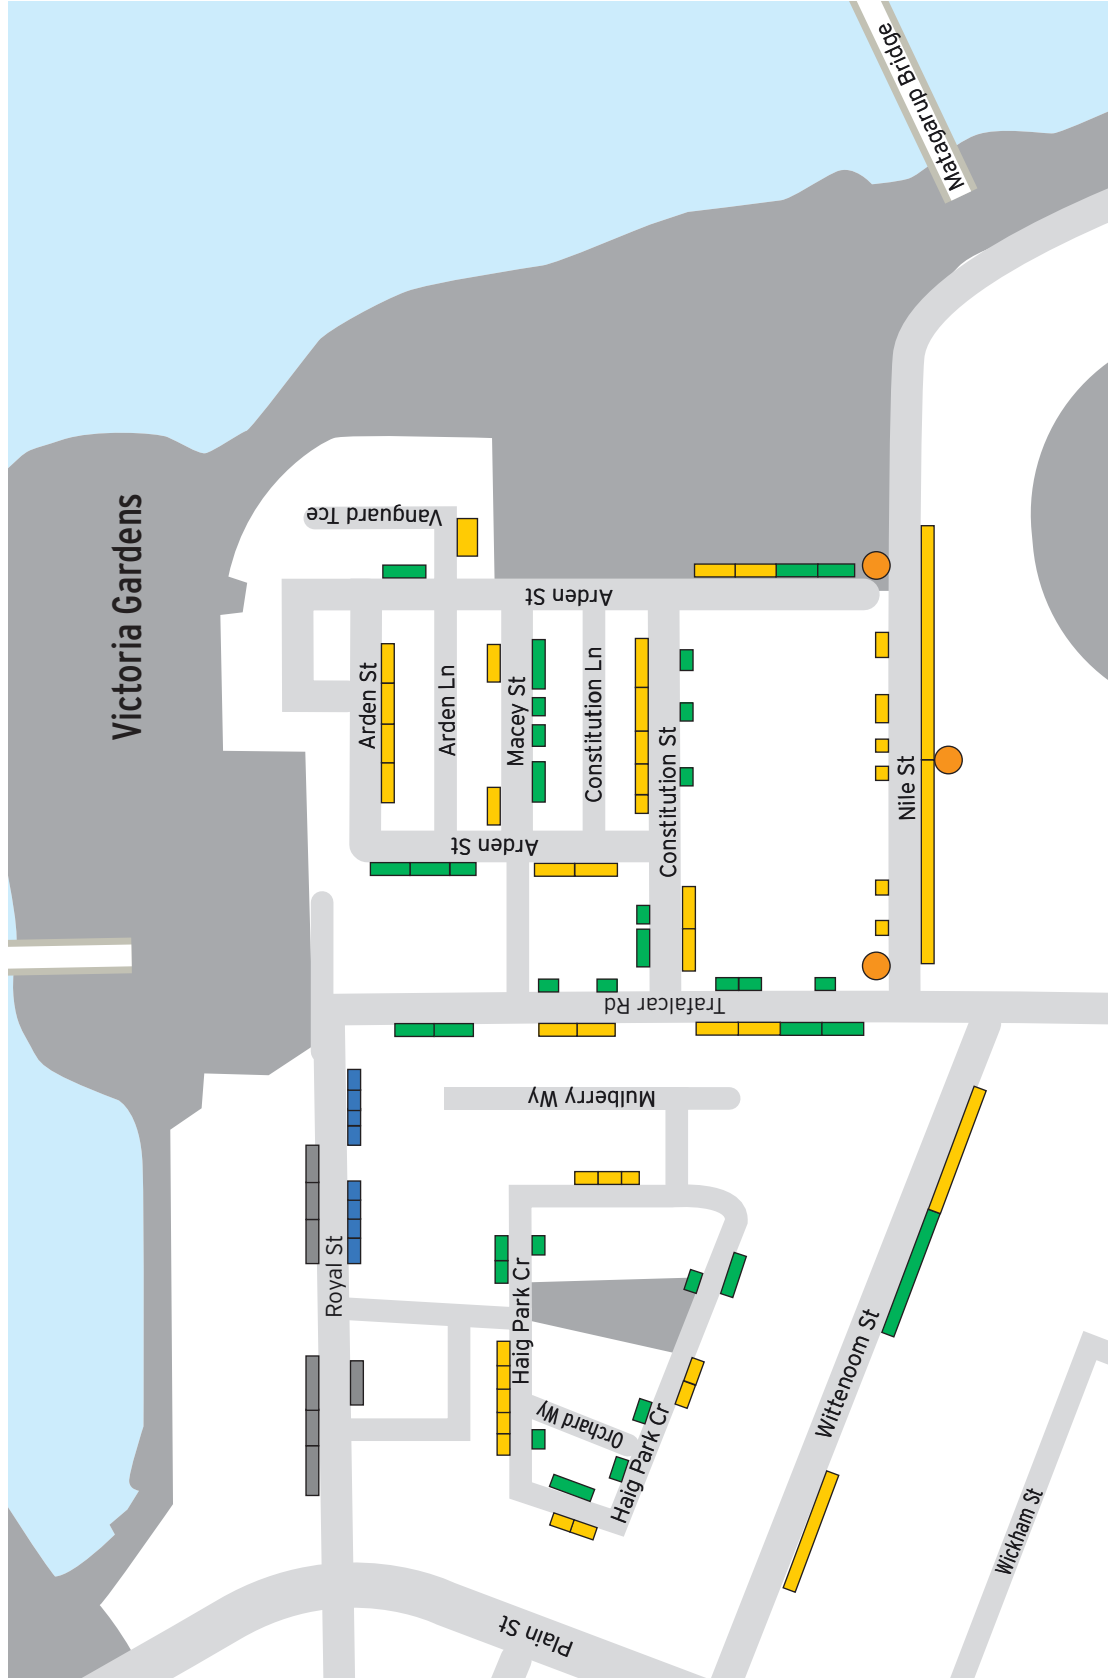 Matagarup Bridge
Victoria Gardens
Vanguard Tce
Arden St
Arden St
Arden Ln
Macey St
Constitution Ln
Constitution St
Nile St
Arden St
Trafalcar Rd
Mulberry Wy
Royal St
Haig Park Cr
Orchard Wy
Haig Park Cr
Wittenoom St
Wickham St
Plain St